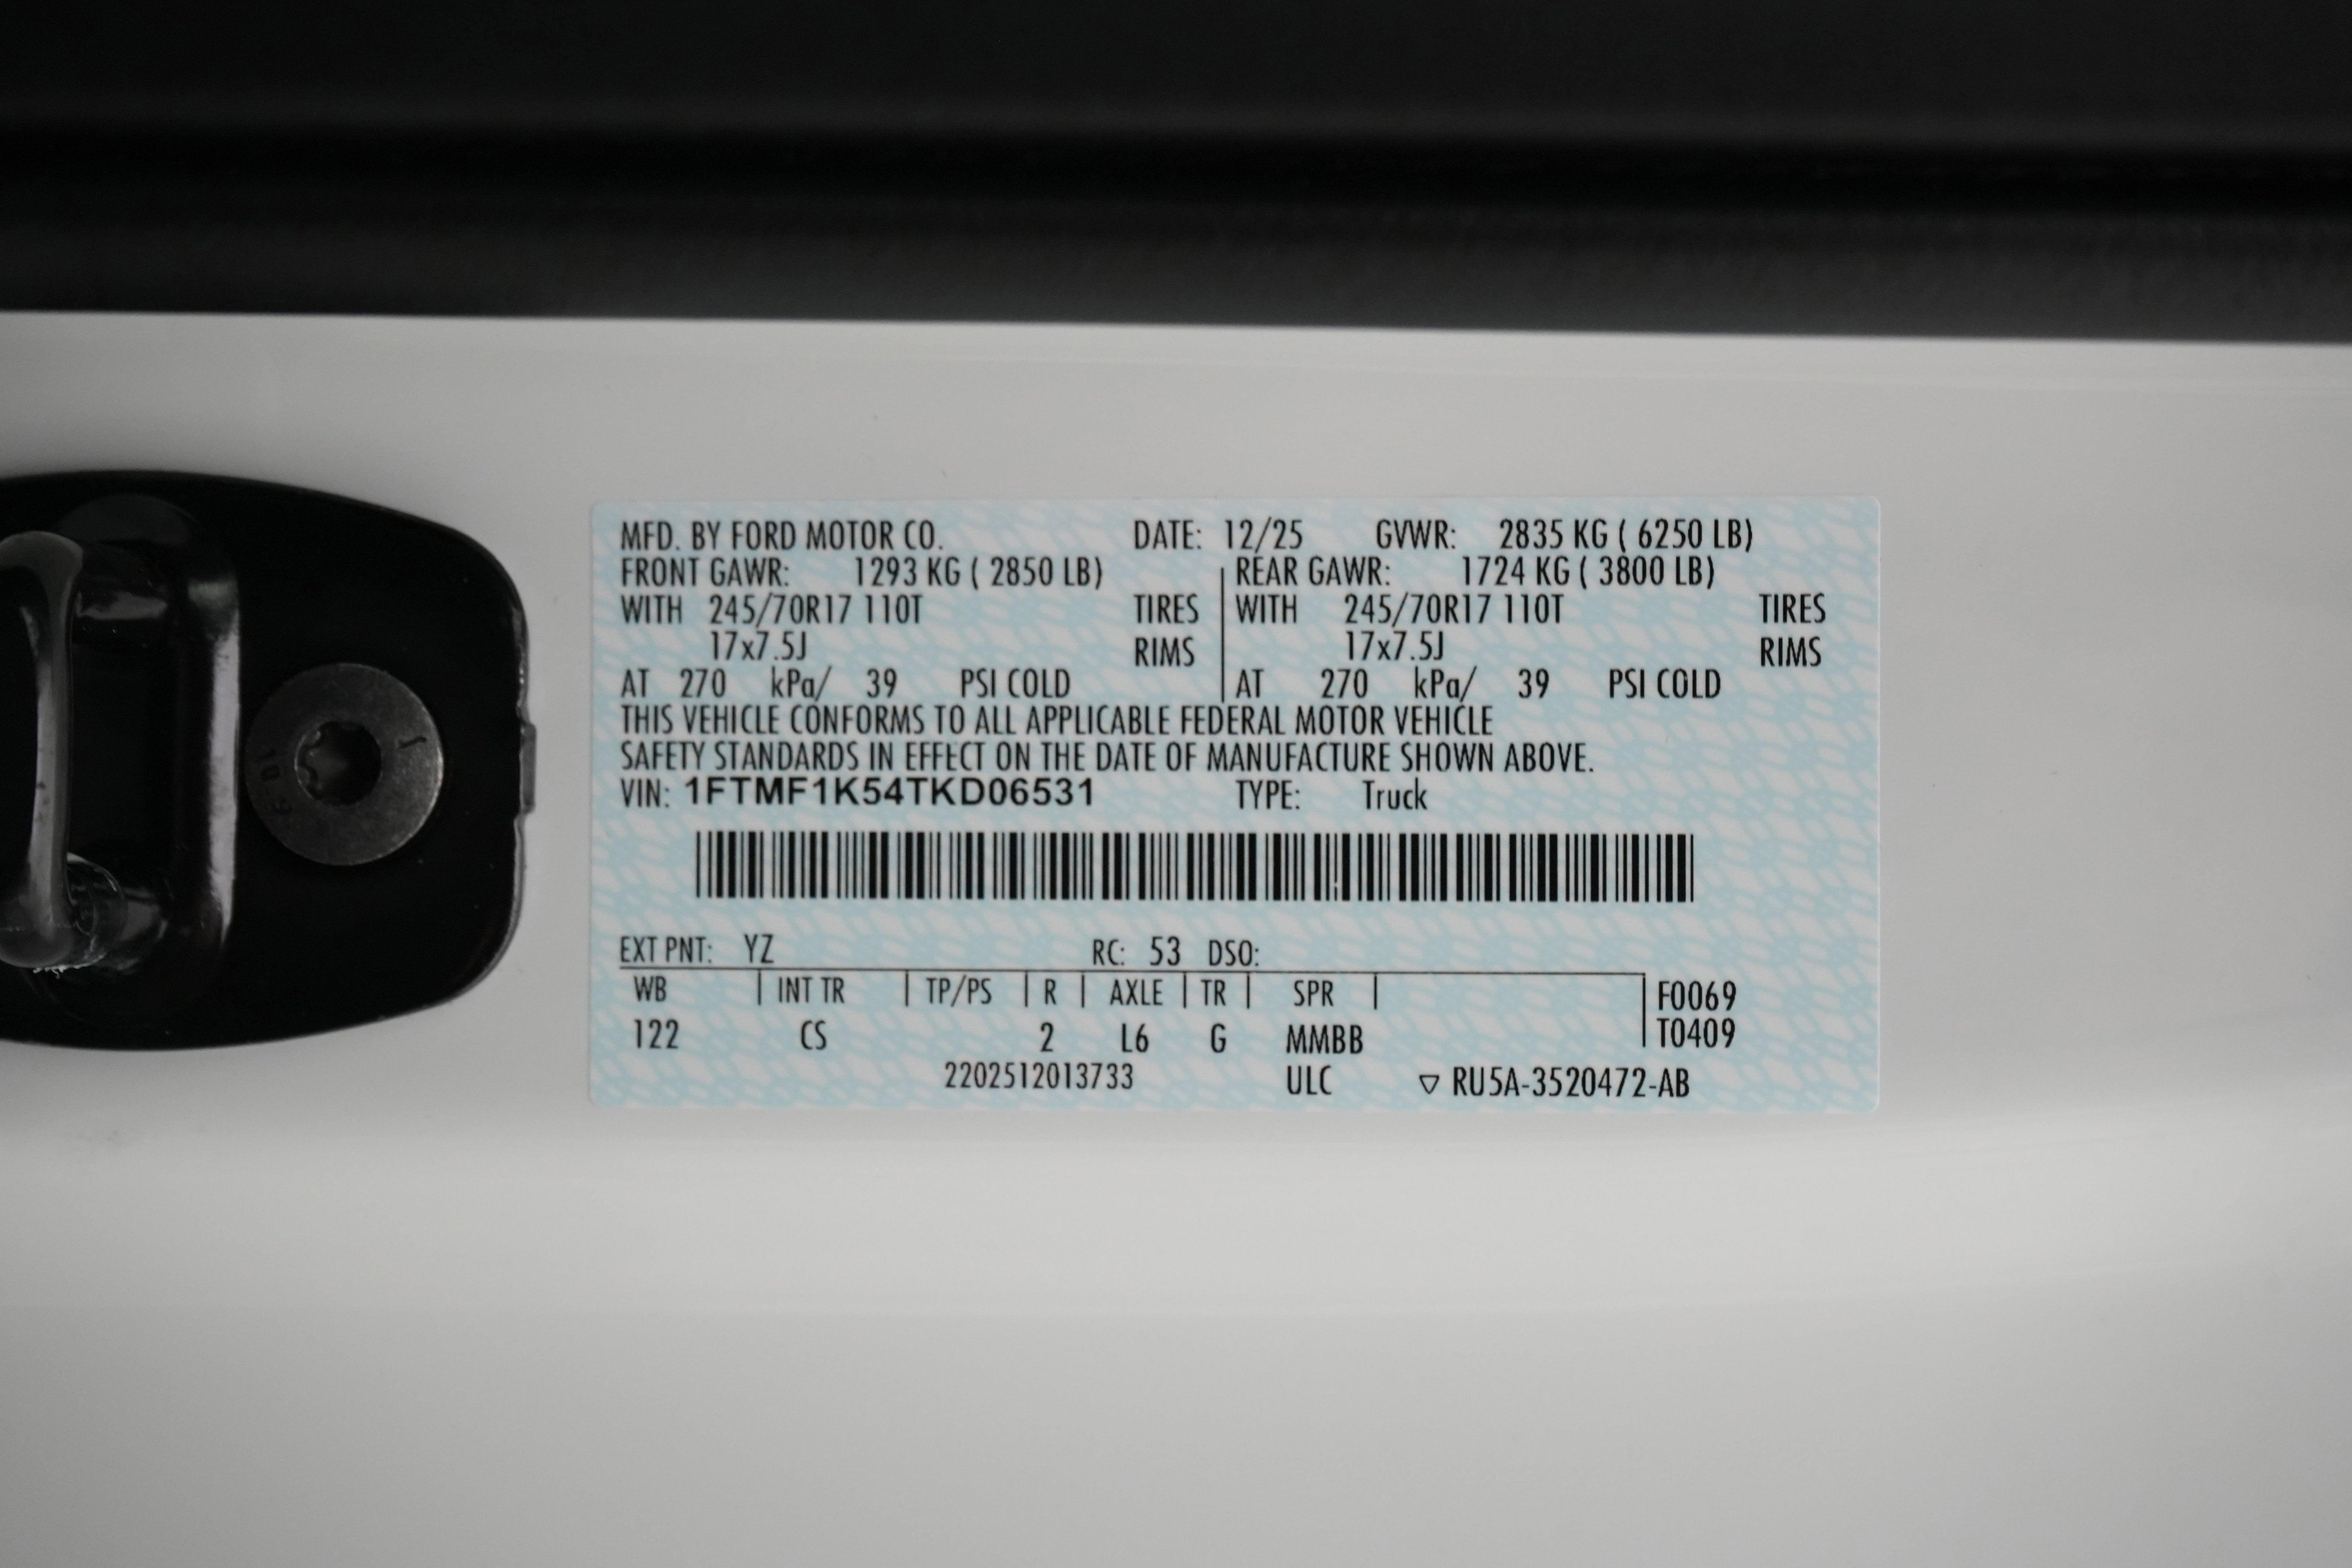 MFD. BY FORD MOTOR CO. DATE: 12/25 GVWR: 2835 KG ( 6250 LB)
FRONT GAWR: 1293 KG ( 2850 LB) REAR GAWR: 1724 KG ( 3800 LB)
WITH 245/70R17 110T TIRES WITH 245/70R17 110T TIRES
17x7.5J RIMS 17x7.5J RIMS
AT 270 kPa/ 39 PSI COLD AT 270 kPa/ 39 PSI COLD
THIS VEHICLE CONFORMS TO ALL APPLICABLE FEDERAL MOTOR VEHICLE
SAFETY STANDARDS IN EFFECT ON THE DATE OF MANUFACTURE SHOWN ABOVE.
VIN: 1FTMF1K54TKD06531 TYPE: Truck
EXT PNT: YZ RC: 53 DSO:
WB INT TR TP/PS R AXLE TR SPR F0069
122 CS 2 L6 G MMBB T0409
2202512013733 ULC ▽ RU5A-3520472-AB